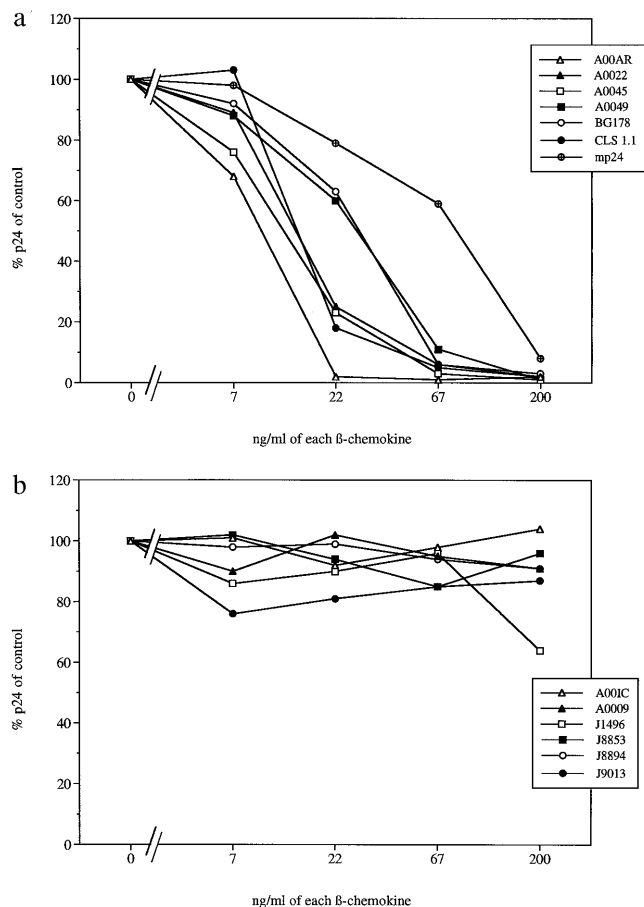 a
120
100
80
60
40
20
0
% p24 of control
0 7 22 67 200
ng/ml of each ß-chemokine
A00AR
A0022
A0045
A0049
BG178
CLS 1.1
mp24
b
120
100
80
60
40
20
0
% p24 of control
0 7 22 67 200
ng/ml of each ß-chemokine
A00IC
A0009
J1496
J8853
J8894
J9013